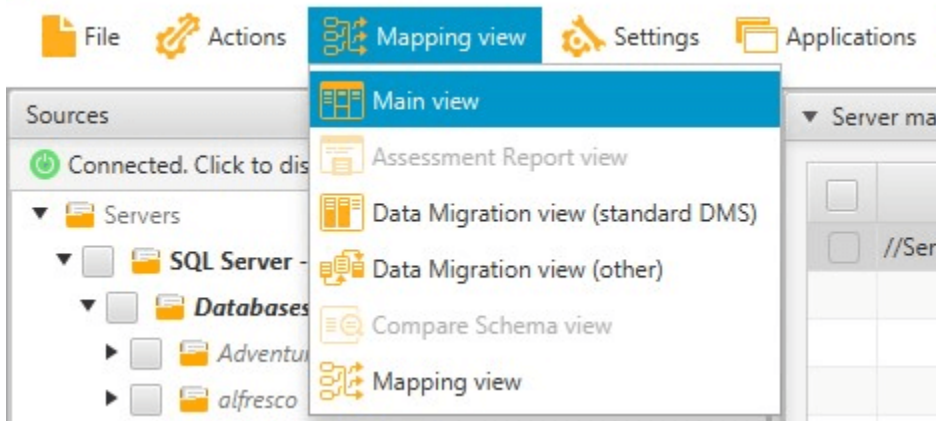 File Actions Mapping view Settings Applications
Sources
Connected. Click to dis
Servers
SQL Server -
Databases
alfresco
Main view
Assessment Report view
Data Migration view (standard DMS)
Data Migration view (other)
Compare Schema view
Mapping view
Server ma
//Ser